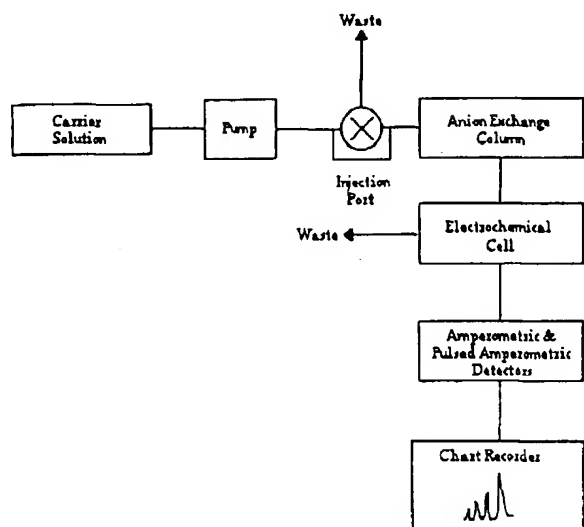 Waste
Carrier
Solution
Pump
Anion Exchange
Column
Injection
Port
Waste
Electrochemical
Cell
Amperometric &
Pulsed Amperometric
Detectors
Chart Recorder